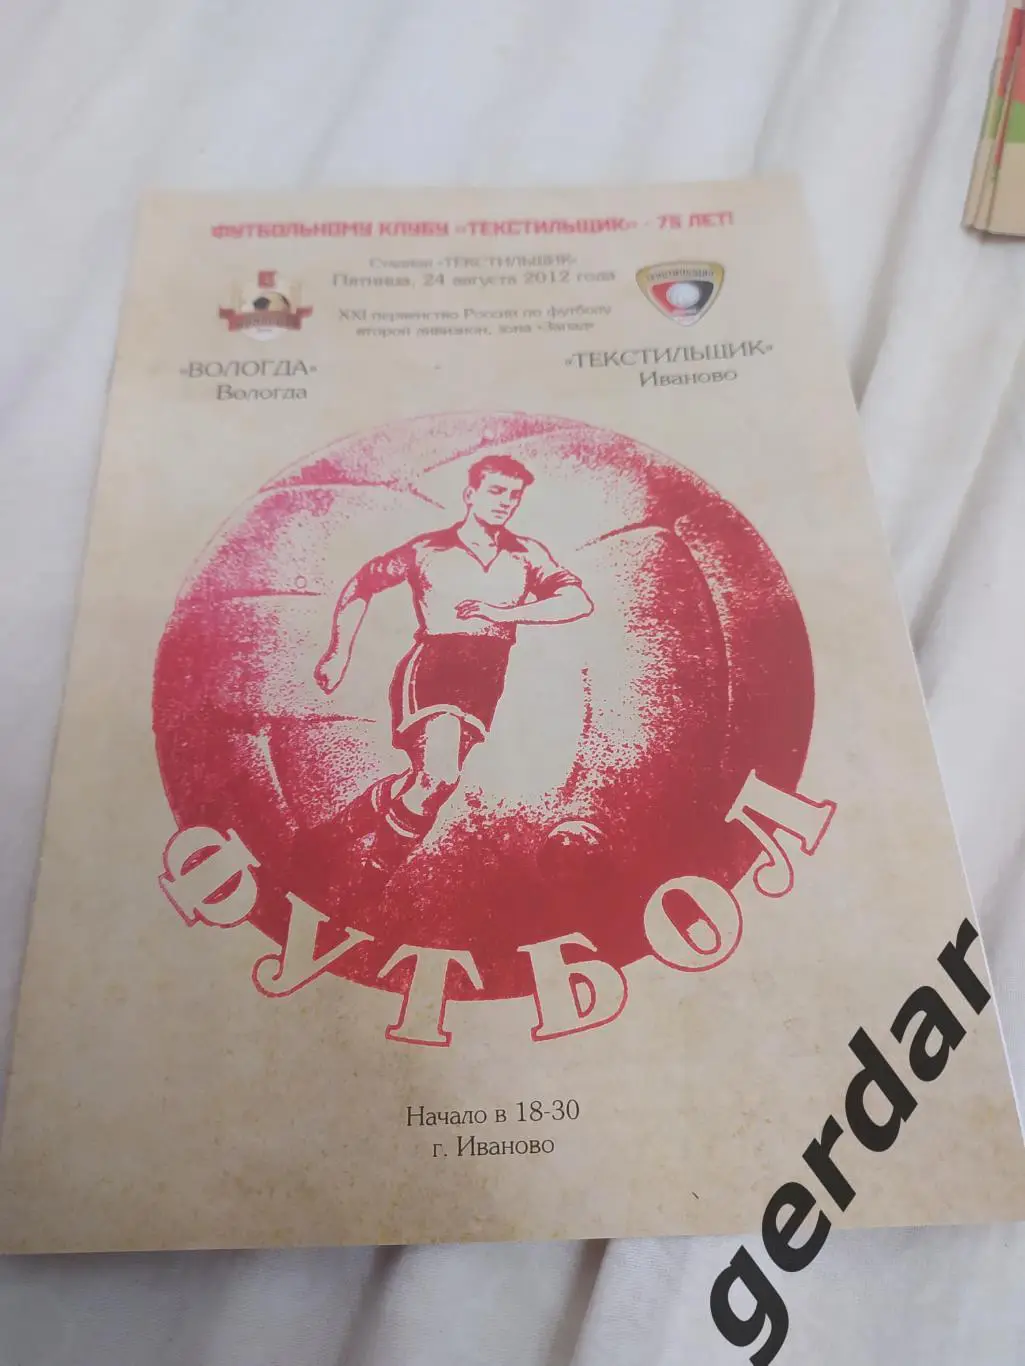 ФУТБОЛЬНОМУ КЛУБУ «ТЕКСТИЛЬЩИК» - 75 ЛЕТ!
Стадион «ТЕКСТИЛЬЩИК»
Пятница, 24 августа 2012 года
XXI первенство России по футболу
второй дивизион, зона «Запад»
ТЕКСТИЛЬЩИК
«ВОЛОГДА»
Вологда
«ТЕКСТИЛЬЩИК»
Иваново
ФУТБОЛ
Начало в 18-30
г. Иваново
gerdar